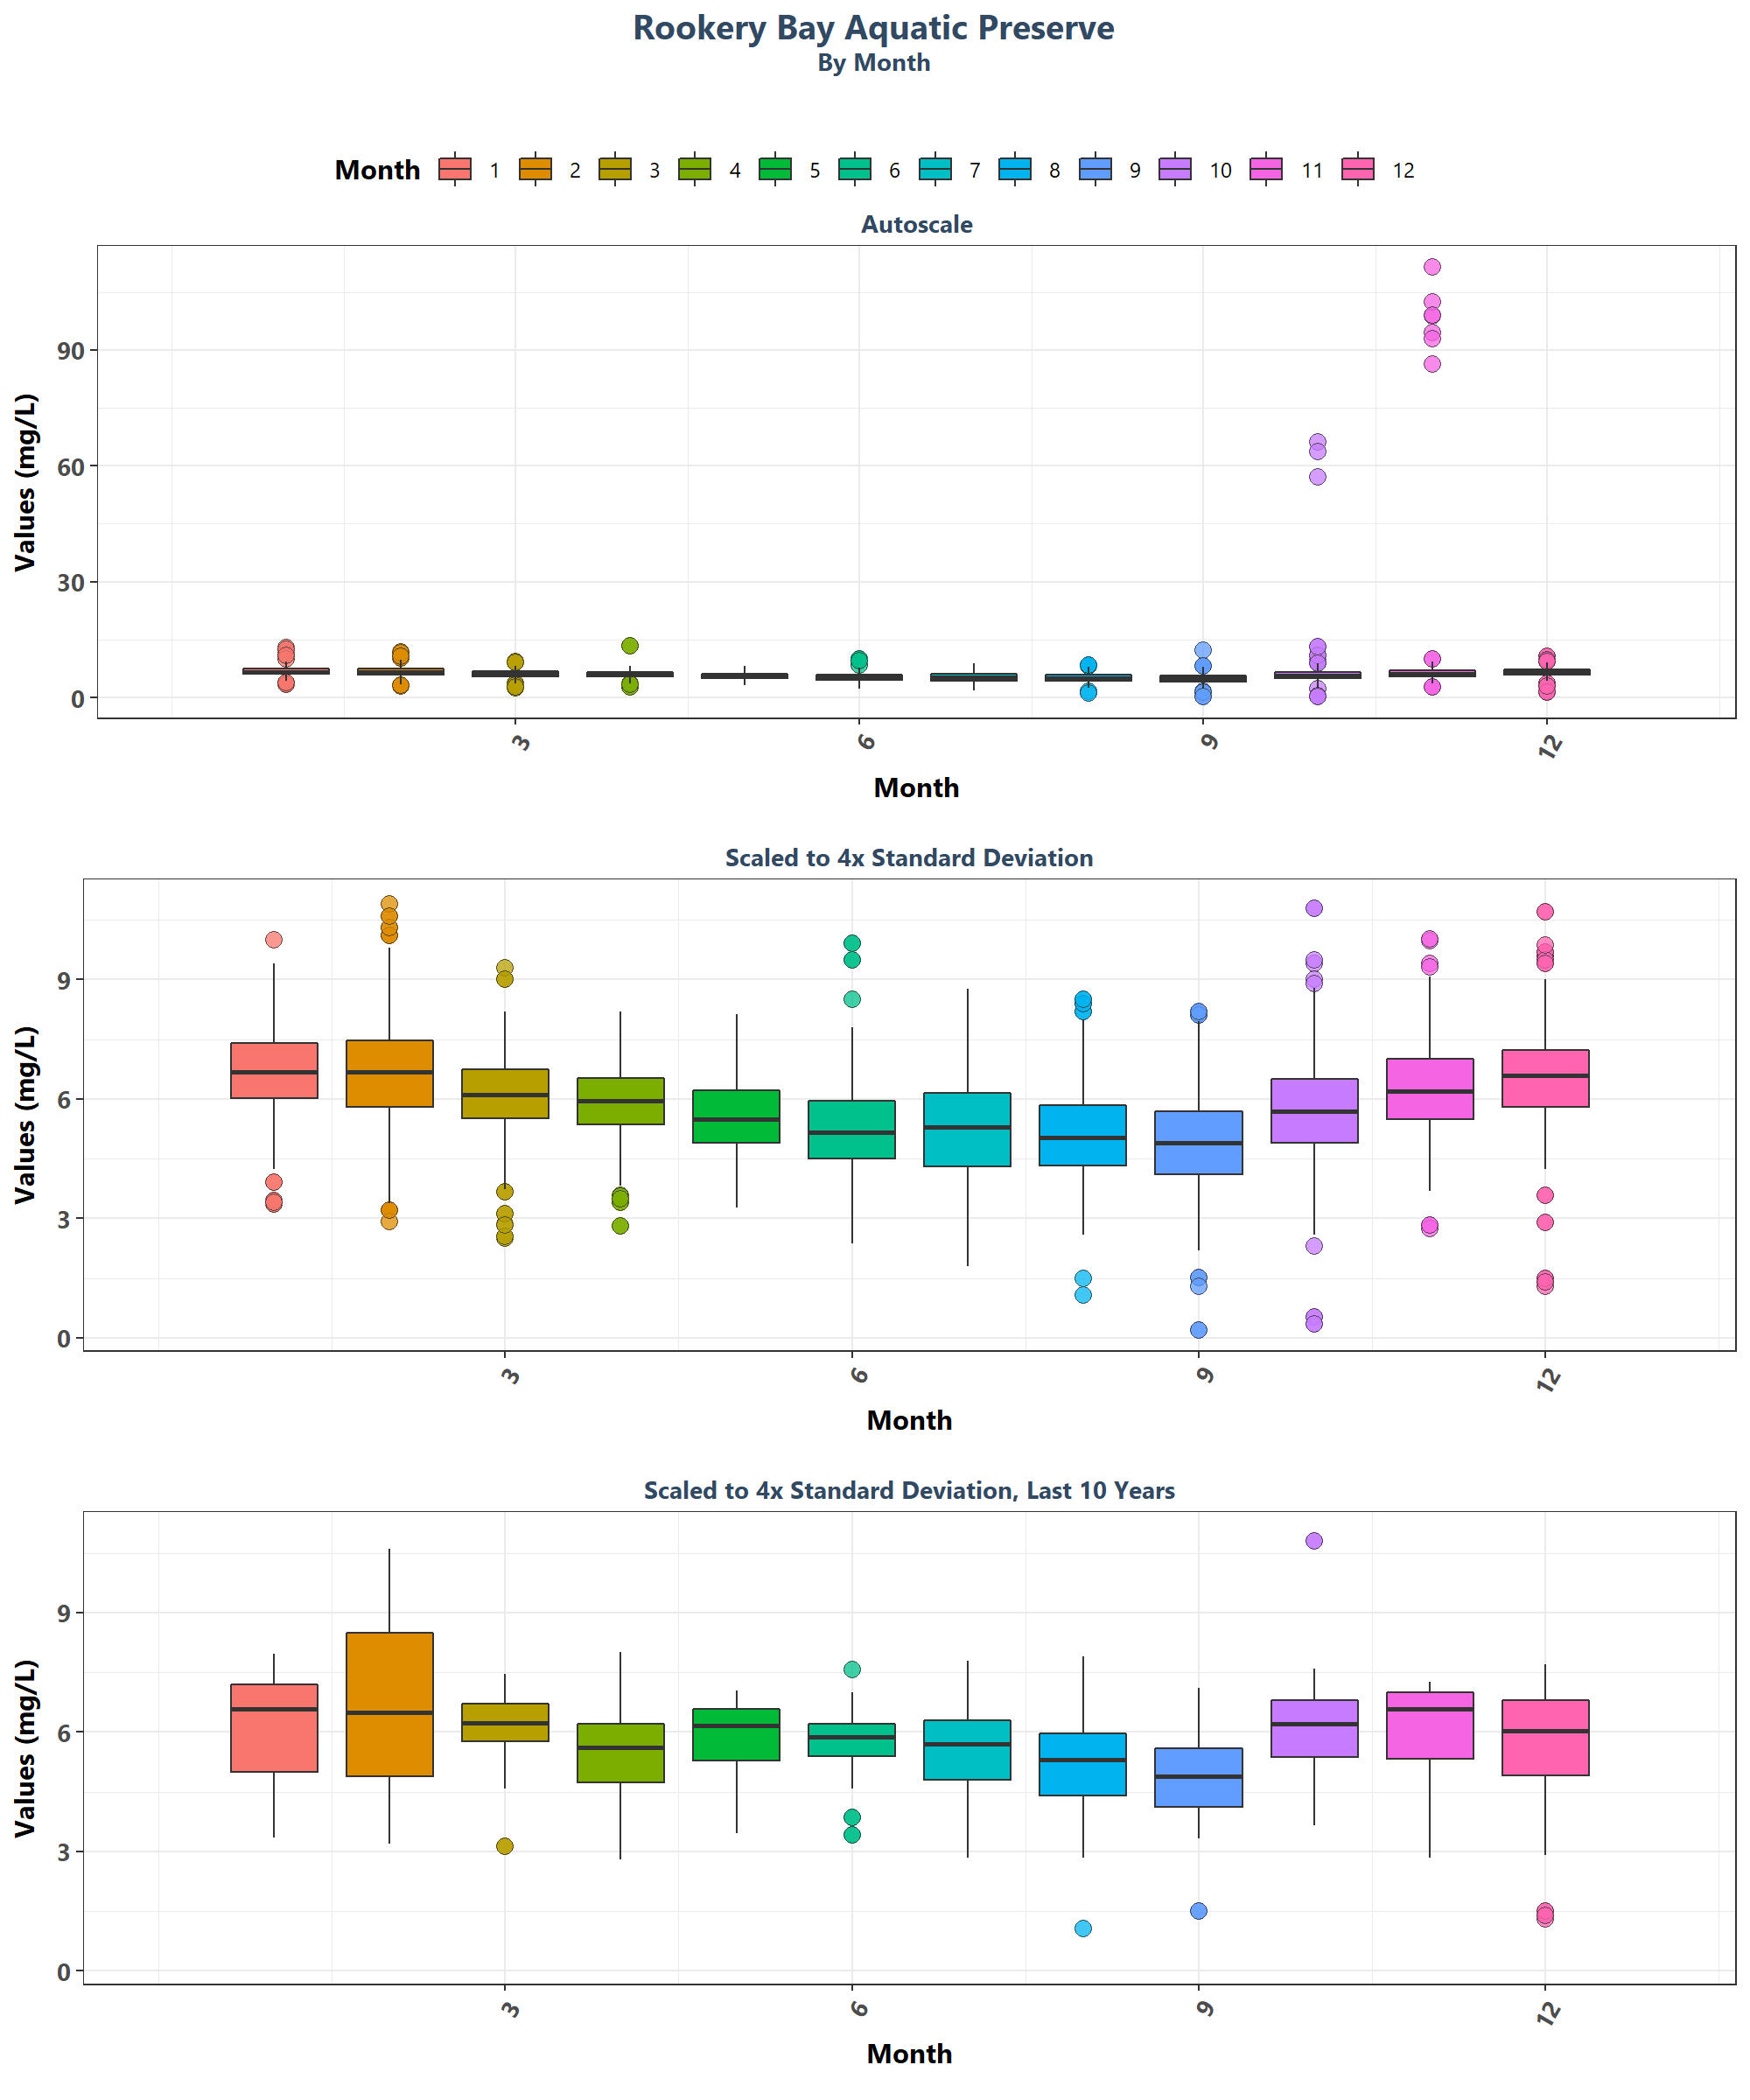 Rookery Bay Aquatic Preserve
By Month
Month 1 2 3 4 5 6 7 8 9 10 11 12
Autoscale
Values (mg/L)
90
60
30
0
3 6 9 12
Month
Scaled to 4x Standard Deviation
Values (mg/L)
9
6
3
0
3 6 9 12
Month
Scaled to 4x Standard Deviation, Last 10 Years
Values (mg/L)
9
6
3
0
3 6 9 12
Month